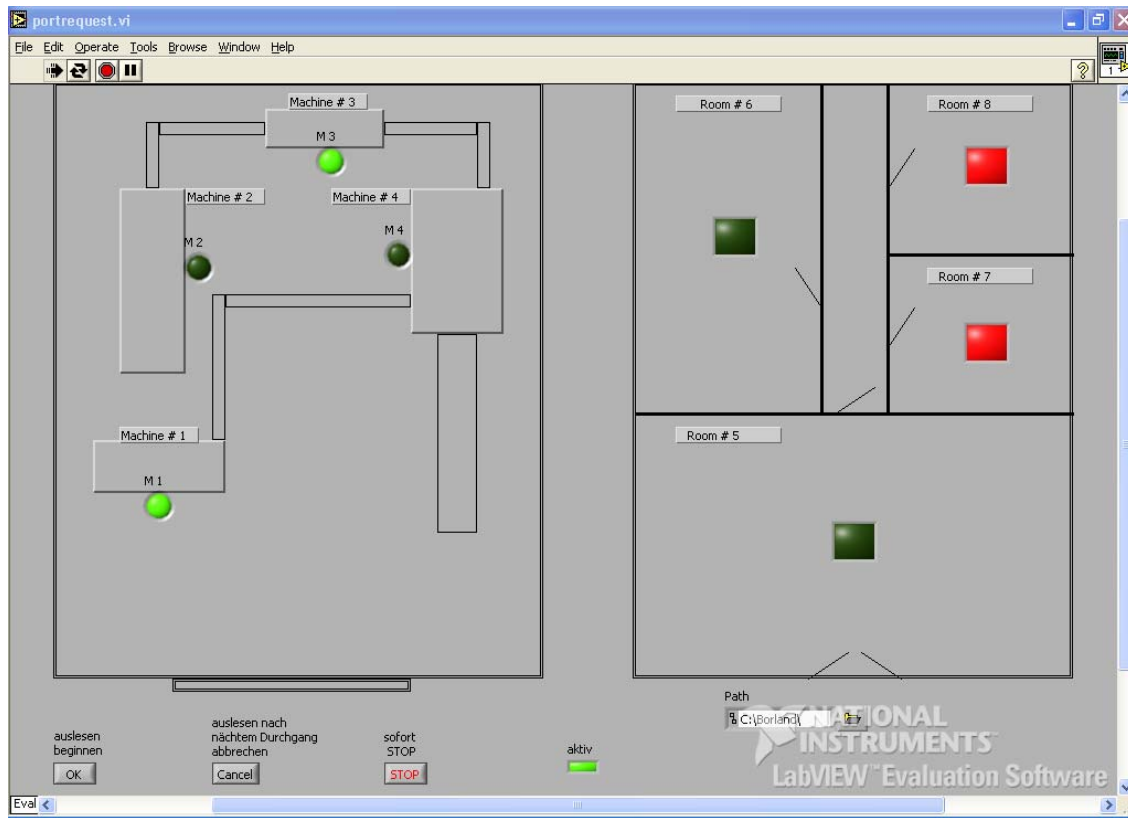 portrequest.vi
File Edit Operate Tools Browse Window Help
1
Machine # 3
M 3
Machine # 2
Machine # 4
M 2
M 4
Machine # 1
M 1
Room # 6
Room # 8
Room # 7
Room # 5
Path
C:\Borland\
auslesen
beginnen
OK
auslesen nach
nächtem Durchgang
abbrechen
Cancel
sofort
STOP
STOP
aktiv
NATIONAL
INSTRUMENTS
LabVIEW™ Evaluation Software
Eval